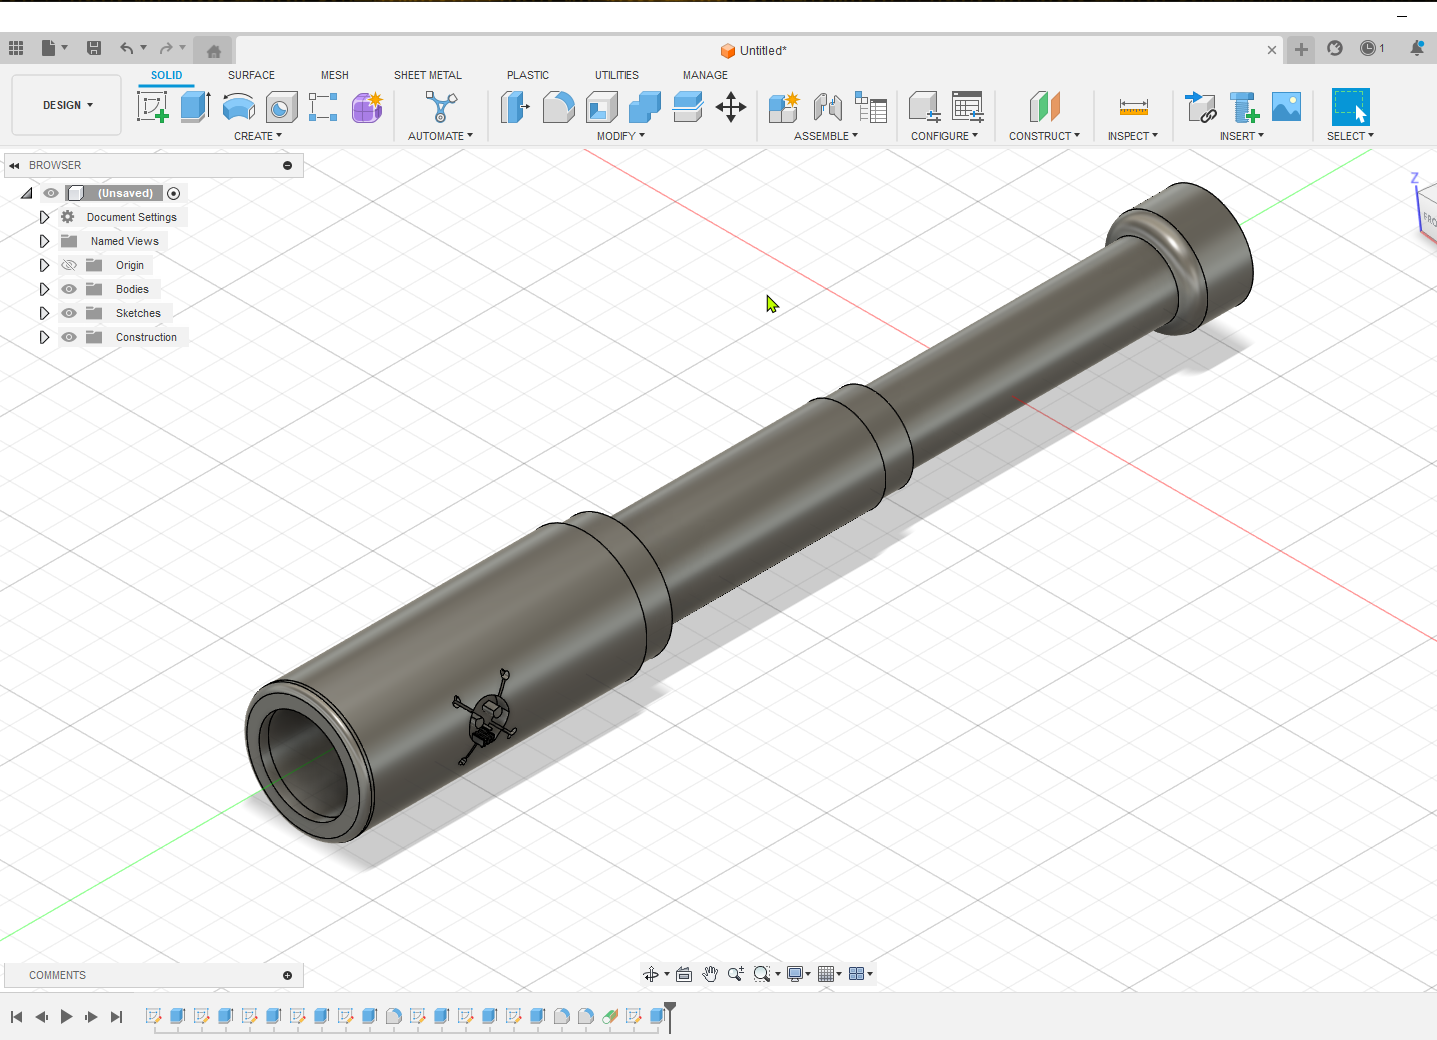 Untitled*
1
SOLID SURFACE MESH SHEET METAL PLASTIC UTILITIES MANAGE
DESIGN
CREATE AUTOMATE MODIFY ASSEMBLE CONFIGURE CONSTRUCT INSPECT INSERT SELECT
BROWSER
(Unsaved)
Document Settings
Named Views
Origin
Bodies
Sketches
Construction
Z
COMMENTS